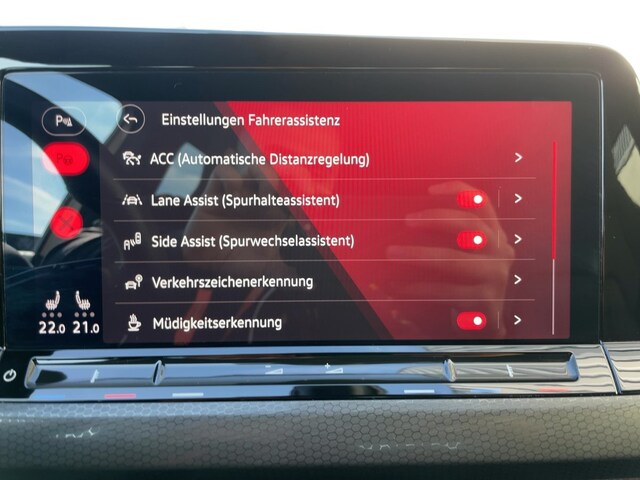 Einstellungen Fahrerassistenz
ACC (Automatische Distanzregelung)
Lane Assist (Spurhalteassistent)
Side Assist (Spurwechselassistent)
Verkehrszeichenerkennung
Müdigkeitserkennung
22.0 21.0